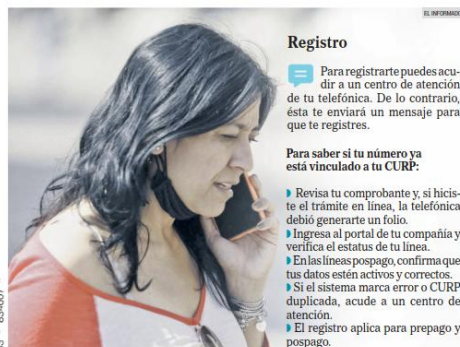 EL INFORMADO
Registro
Para registrarte puedes acu-
dir a un centro de atención
de tu telefónica. De lo contrario,
ésta te enviará un mensaje para
que te registres.
Para saber si tu número ya
está vinculado a tu CURP:
Revisa tu comprobante y, si hicis-
te el trámite en línea, la telefónica
debió generarte un folio.
Ingresa al portal de tu compañía y
verifica el estatus de tu línea.
En las líneas pospago, confirma que
tus datos estén activos y correctos.
Si el sistema marca error o CURP
duplicada, acude a un centro de
atención.
El registro aplica para prepago y
pospago.